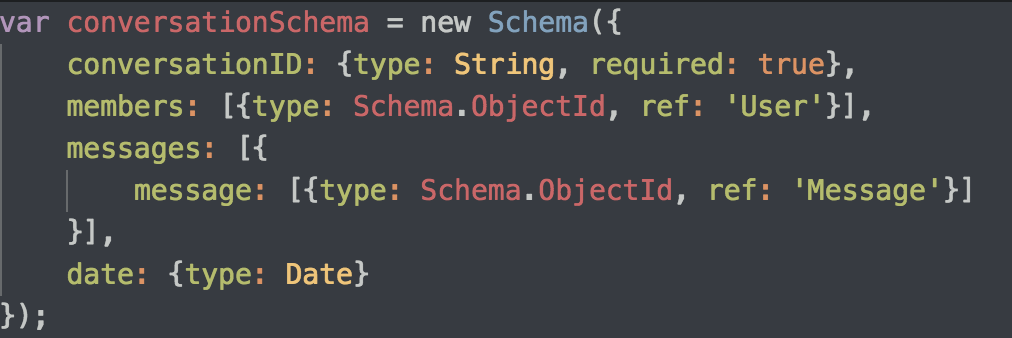 var conversationSchema = new Schema({
    conversationID: {type: String, required: true},
    members: [{type: Schema.ObjectId, ref: 'User'}],
    messages: [{
        message: [{type: Schema.ObjectId, ref: 'Message'}]
    }],
    date: {type: Date}
});